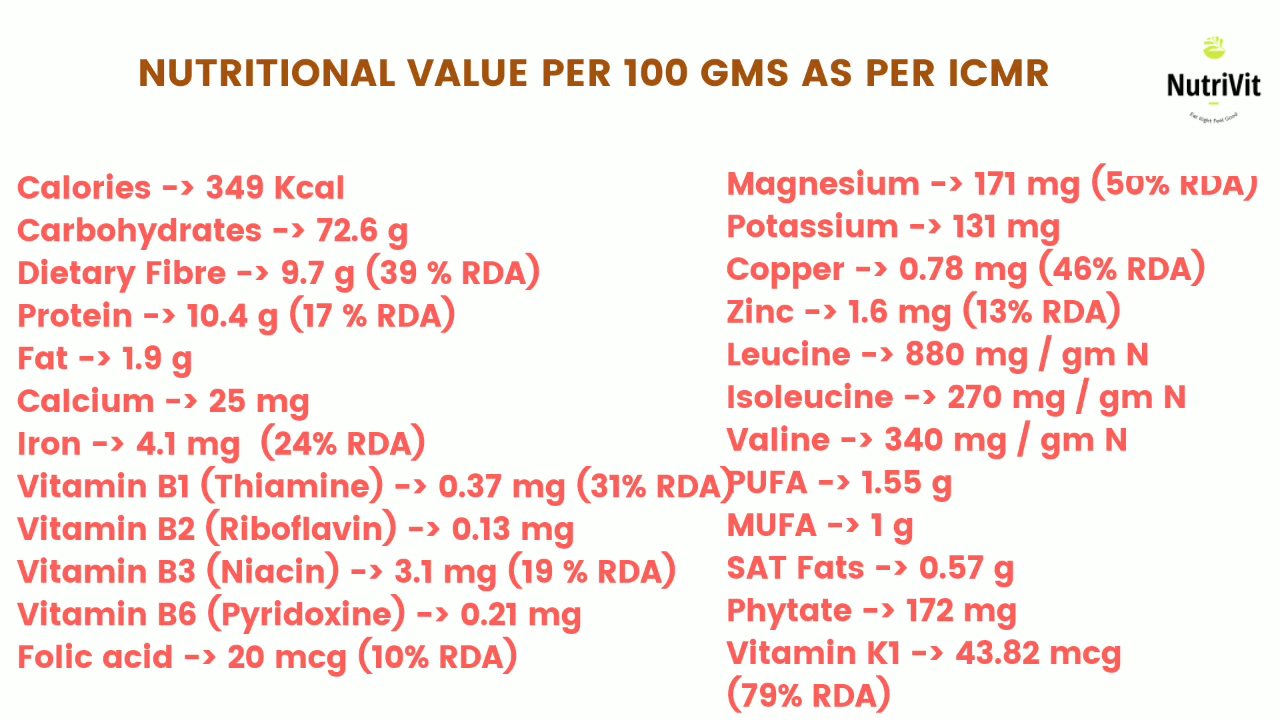 NUTRITIONAL VALUE PER 100 GMS AS PER ICMR
NutriVit
Eat Right Feel Good
Calories -> 349 Kcal
Carbohydrates -> 72.6 g
Dietary Fibre -> 9.7 g (39 % RDA)
Protein -> 10.4 g (17 % RDA)
Fat -> 1.9 g
Calcium -> 25 mg
Iron -> 4.1 mg  (24% RDA)
Vitamin B1 (Thiamine) -> 0.37 mg (31% RDA)
Vitamin B2 (Riboflavin) -> 0.13 mg
Vitamin B3 (Niacin) -> 3.1 mg (19 % RDA)
Vitamin B6 (Pyridoxine) -> 0.21 mg
Folic acid -> 20 mcg (10% RDA)
Magnesium -> 171 mg (50% RDA)
Potassium -> 131 mg
Copper -> 0.78 mg (46% RDA)
Zinc -> 1.6 mg (13% RDA)
Leucine -> 880 mg / gm N
Isoleucine -> 270 mg / gm N
Valine -> 340 mg / gm N
PUFA -> 1.55 g
MUFA -> 1 g
SAT Fats -> 0.57 g
Phytate -> 172 mg
Vitamin K1 -> 43.82 mcg
(79% RDA)